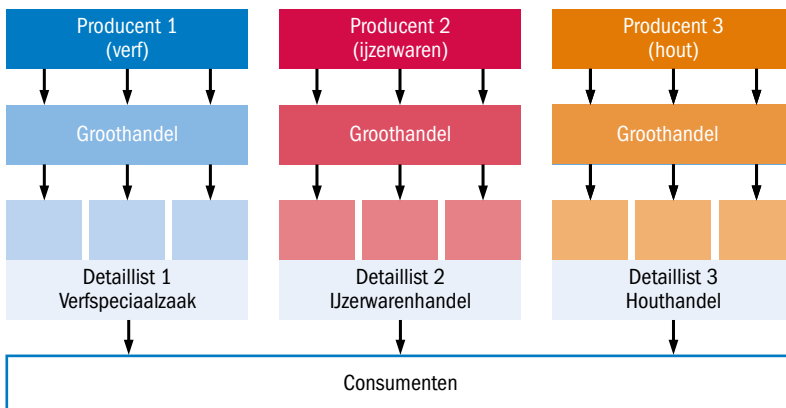 Producent 1
(verf)
Producent 2
(ijzerwaren)
Producent 3
(hout)
Groothandel
Groothandel
Groothandel
Detaillist 1
Verfspeciaalzaak
Detaillist 2
IJzerwarenhandel
Detaillist 3
Houthandel
Consumenten